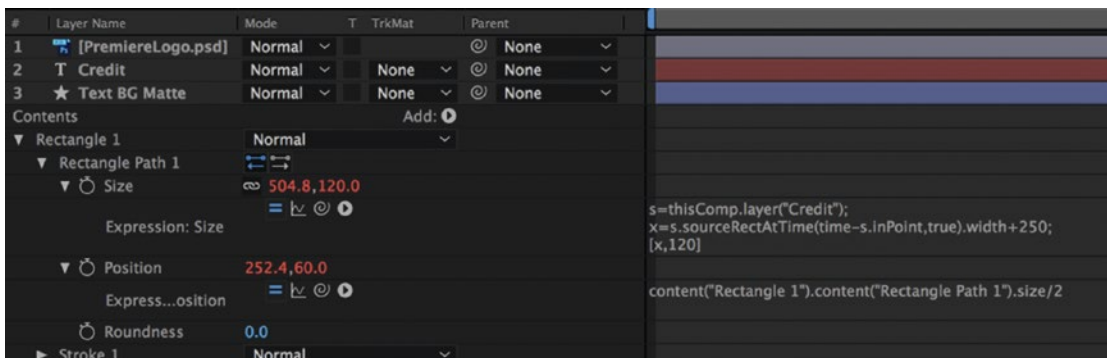 # Layer Name Mode T TrkMat Parent
1 [PremiereLogo.psd] Normal None
2 T Credit Normal None None
3 Text BG Matte Normal None None
Contents Add:
Rectangle 1 Normal
Rectangle Path 1
Size 504.8,120.0
s=thisComp.layer("Credit");
Expression: Size x=s.sourceRectAtTime(time-s.inPoint,true).width+250;
[x,120]
Position 252.4,60.0
Express...osition content("Rectangle 1").content("Rectangle Path 1").size/2
Roundness 0.0
Stroke 1 Normal